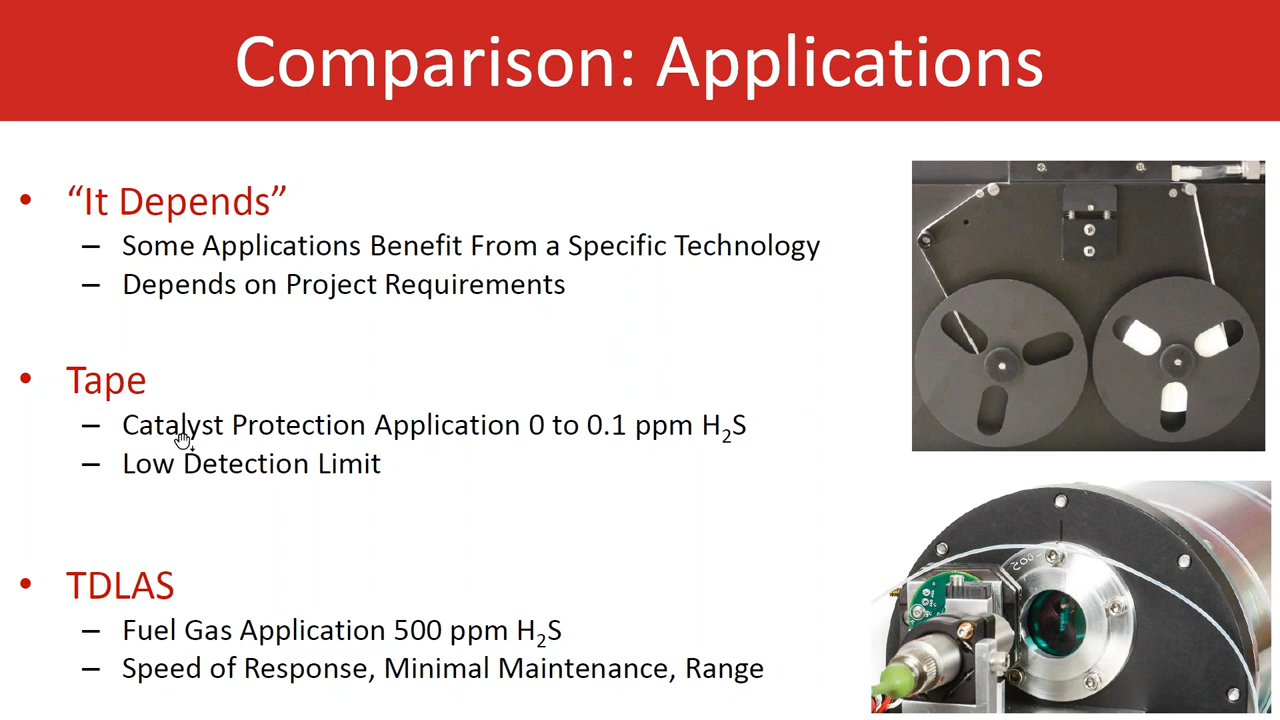 Comparison: Applications
• “It Depends”
– Some Applications Benefit From a Specific Technology
– Depends on Project Requirements
• Tape
– Catalyst Protection Application 0 to 0.1 ppm H₂S
– Low Detection Limit
• TDLAS
– Fuel Gas Application 500 ppm H₂S
– Speed of Response, Minimal Maintenance, Range